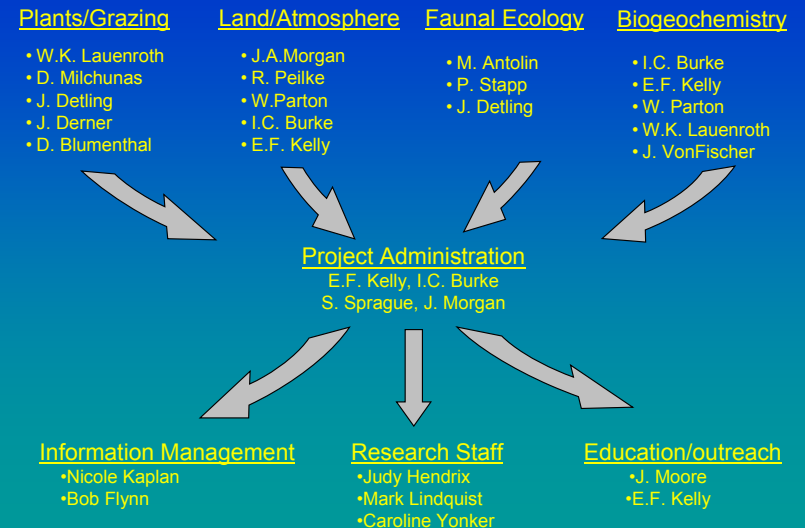 Plants/Grazing
• W.K. Lauenroth
• D. Milchunas
• J. Detling
• J. Derner
• D. Blumenthal
Land/Atmosphere
• J.A.Morgan
• R. Peilke
• W.Parton
• I.C. Burke
• E.F. Kelly
Faunal Ecology
• M. Antolin
• P. Stapp
• J. Detling
Biogeochemistry
• I.C. Burke
• E.F. Kelly
• W. Parton
• W.K. Lauenroth
• J. VonFischer
Project Administration
E.F. Kelly, I.C. Burke
S. Sprague, J. Morgan
Information Management
•Nicole Kaplan
•Bob Flynn
Research Staff
•Judy Hendrix
•Mark Lindquist
•Caroline Yonker
Education/outreach
•J. Moore
•E.F. Kelly